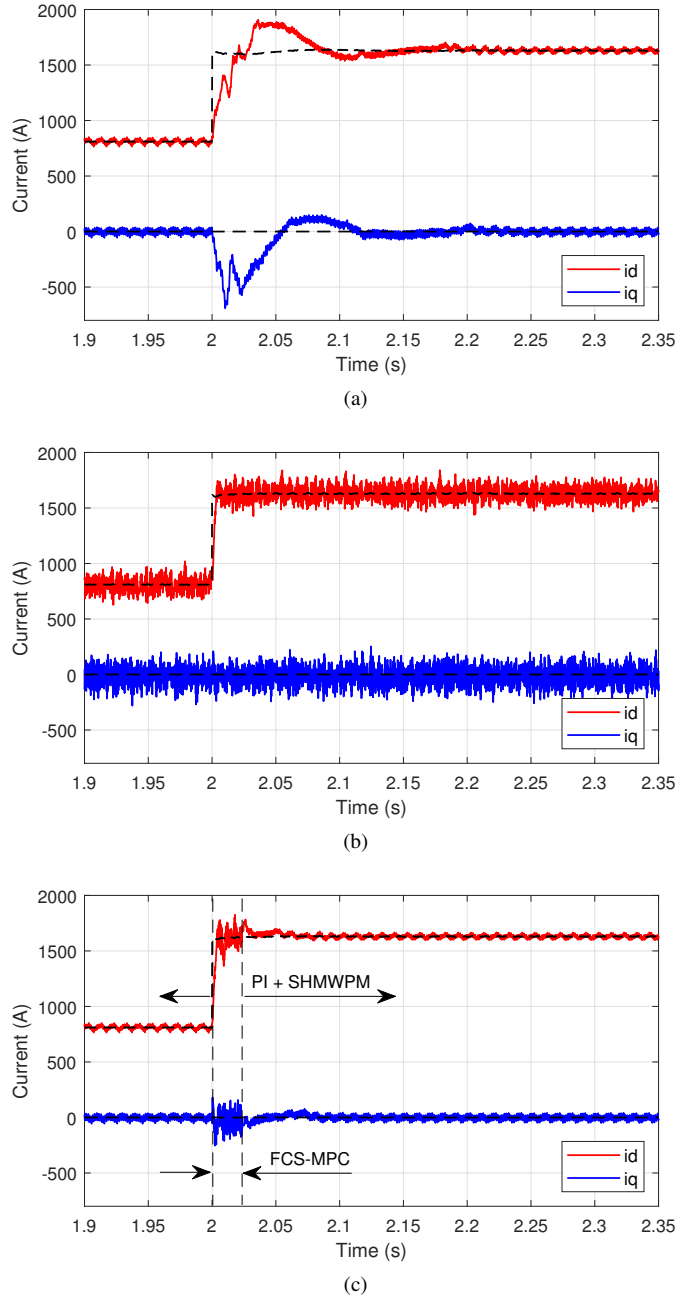 2000
1500
1000
500
0
-500
Current (A)
id
iq
1.9 1.95 2 2.05 2.1 2.15 2.2 2.25 2.3 2.35
Time (s)
(a)
2000
1500
1000
500
0
-500
Current (A)
id
iq
1.9 1.95 2 2.05 2.1 2.15 2.2 2.25 2.3 2.35
Time (s)
(b)
2000
1500
1000
500
0
-500
Current (A)
PI + SHMWPM
FCS-MPC
id
iq
1.9 1.95 2 2.05 2.1 2.15 2.2 2.25 2.3 2.35
Time (s)
(c)